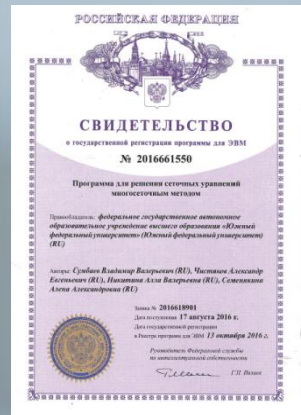 РОССИЙСКАЯ ФЕДЕРАЦИЯ
СВИДЕТЕЛЬСТВО
о государственной регистрации программы для ЭВМ
№ 2016661550
Программа для решения сеточных уравнений
многосеточным методом
Правообладатель: федеральное государственное автономное
образовательное учреждение высшего образования «Южный
федеральный университет» (Южный федеральный университет)
(RU)
Авторы: Сумбаев Владимир Валерьевич (RU), Чистяков Александр
Евгеньевич (RU), Никитина Алла Валерьевна (RU), Семенякина
Алена Александровна (RU)
Заявка № 2016618901
Дата поступления 17 августа 2016 г.
Дата государственной регистрации
в Реестре программ для ЭВМ 13 октября 2016 г.
Руководитель Федеральной службы
по интеллектуальной собственности
Г.П. Ивлиев